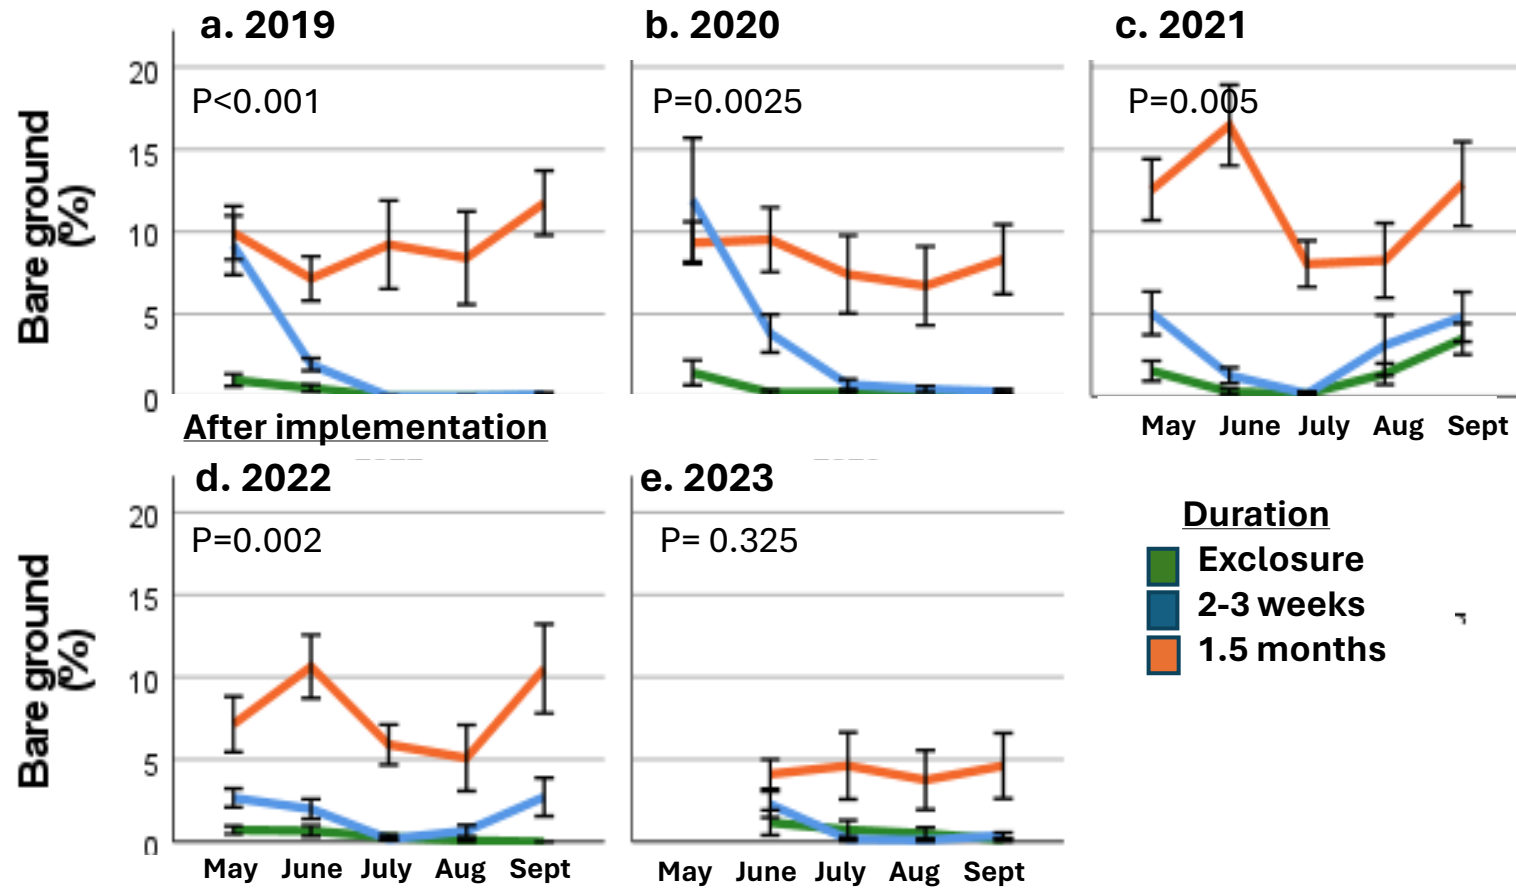 a. 2019
b. 2020
c. 2021
Bare ground
(%)
20
15
10
5
0
P<0.001
P=0.0025
P=0.005
May June July Aug Sept
After implementation
d. 2022
e. 2023
Bare ground
(%)
20
15
10
5
0
P=0.002
P= 0.325
May June July Aug Sept
May June July Aug Sept
Duration
Exclosure
2-3 weeks
1.5 months